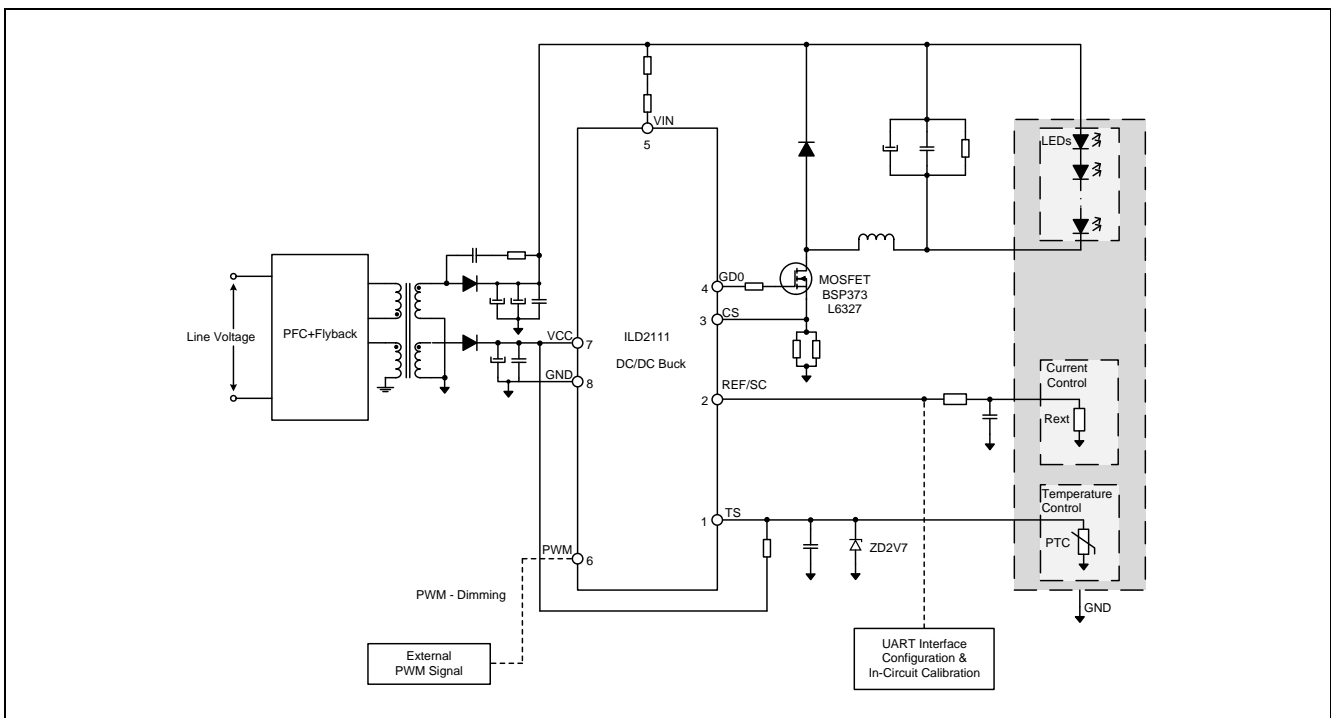 VIN
5
LEDs
GD0
4
MOSFET
BSP373
L6327
CS
3
Line Voltage
PFC+Flyback
VCC
7
ILD2111
DC/DC Buck
GND
8
REF/SC
2
Current
Control
Rext
Temperature
Control
TS
1
PTC
ZD2V7
PWM
6
PWM - Dimming
GND
External
PWM Signal
UART Interface
Configuration &
In-Circuit Calibration